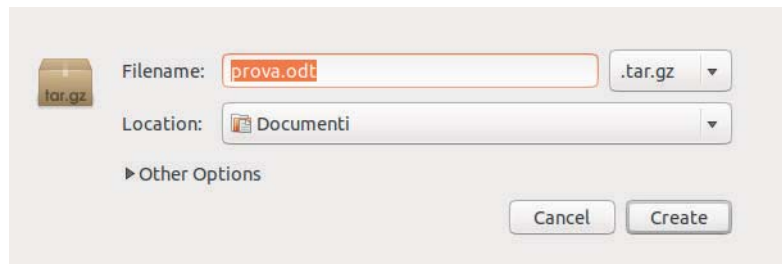 Filename: prova.odt .tar.gz
tar.gz
Location: Documenti
Other Options
Cancel Create